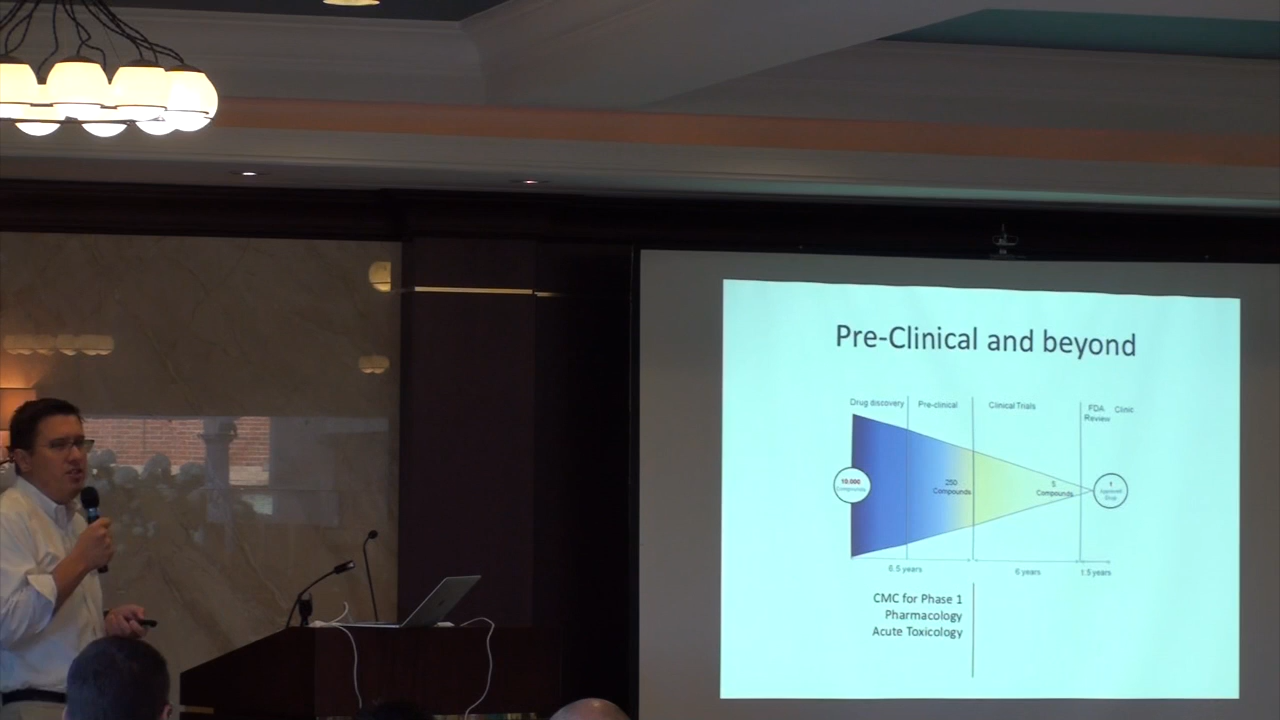 Pre-Clinical and beyond
Drug discovery
Pre-clinical
Clinical Trials
FDA
Review
Clinic
10,000
Compounds
250
Compounds
5
Compounds
1
Approved
Drug
6.5 years
6 years
1.5 years
CMC for Phase 1
Pharmacology
Acute Toxicology